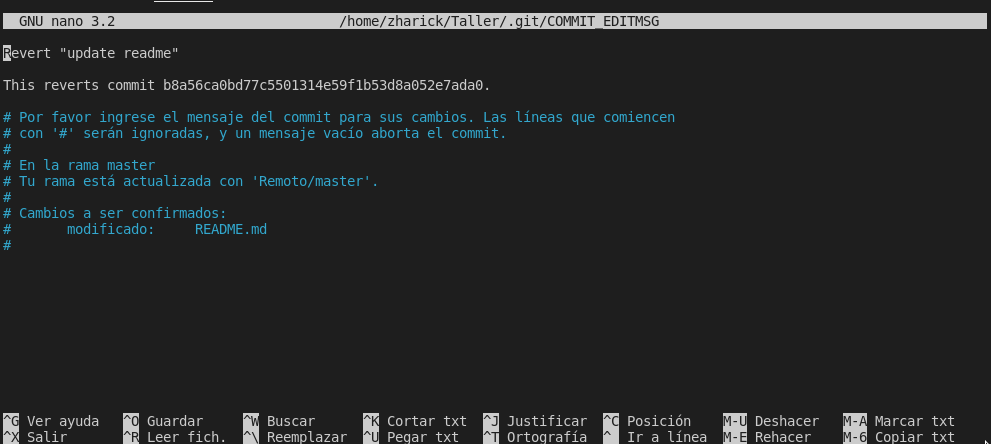 GNU nano 3.2 /home/zharick/Taller/.git/COMMIT_EDITMSG
Revert "update readme"
This reverts commit b8a56ca0bd77c5501314e59f1b53d8a052e7ada0.
# Por favor ingrese el mensaje del commit para sus cambios. Las líneas que comiencen
# con '#' serán ignoradas, y un mensaje vacío aborta el commit.
#
# En la rama master
# Tu rama está actualizada con 'Remoto/master'.
#
# Cambios a ser confirmados:
# modificado: README.md
#
^G Ver ayuda ^O Guardar ^W Buscar ^K Cortar txt ^J Justificar ^C Posición M-U Deshacer M-A Marcar txt
^X Salir ^R Leer fich. ^\ Reemplazar ^U Pegar txt ^T Ortografía ^_ Ir a línea M-E Rehacer M-6 Copiar txt